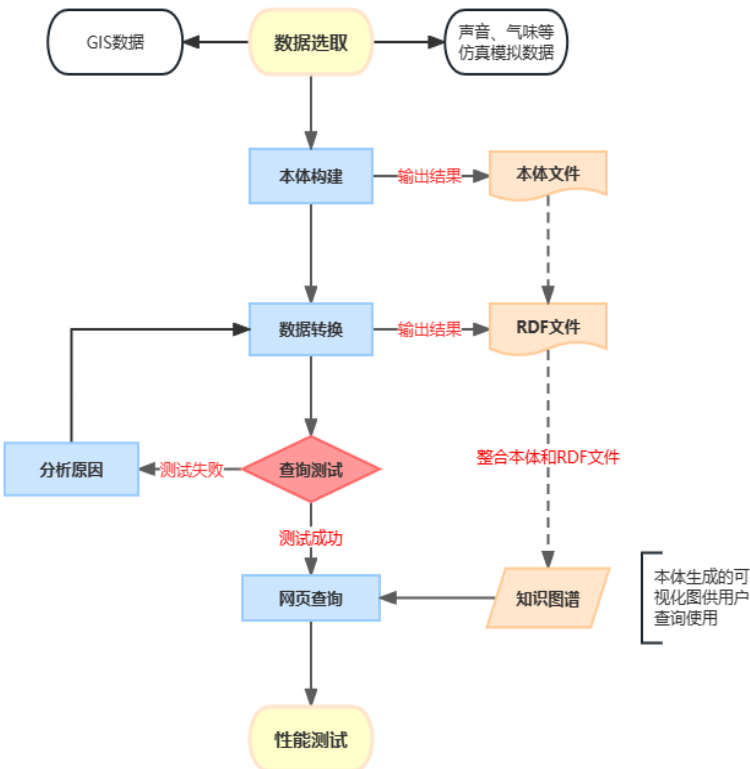 GIS数据
数据选取
声音、气味等
仿真模拟数据
本体构建
输出结果
本体文件
数据转换
输出结果
RDF文件
分析原因
测试失败
查询测试
整合本体和RDF文件
测试成功
网页查询
知识图谱
本体生成的可
视化图供用户
查询使用
性能测试